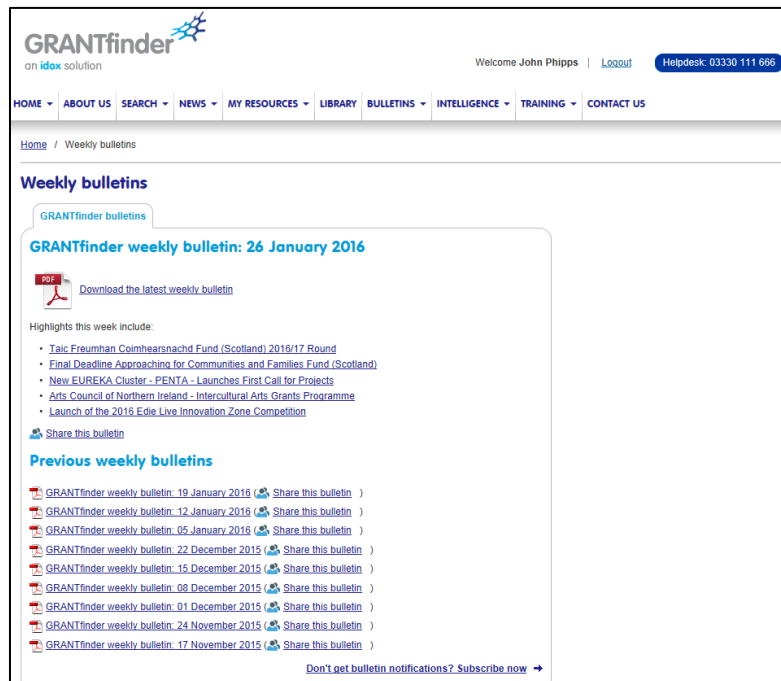 GRANTfinder
an idox solution
Welcome John Phipps | Logout
Helpdesk: 03330 111 666
HOME ABOUT US SEARCH NEWS MY RESOURCES LIBRARY BULLETINS INTELLIGENCE TRAINING CONTACT US
Home / Weekly bulletins
Weekly bulletins
GRANTfinder bulletins
GRANTfinder weekly bulletin: 26 January 2016
PDF
Download the latest weekly bulletin
Highlights this week include:
• Taic Freumhan Coimhearsnachd Fund (Scotland) 2016/17 Round
• Final Deadline Approaching for Communities and Families Fund (Scotland)
• New EUREKA Cluster - PENTA - Launches First Call for Projects
• Arts Council of Northern Ireland - Intercultural Arts Grants Programme
• Launch of the 2016 Edie Live Innovation Zone Competition
Share this bulletin
Previous weekly bulletins
GRANTfinder weekly bulletin: 19 January 2016 ( Share this bulletin )
GRANTfinder weekly bulletin: 12 January 2016 ( Share this bulletin )
GRANTfinder weekly bulletin: 05 January 2016 ( Share this bulletin )
GRANTfinder weekly bulletin: 22 December 2015 ( Share this bulletin )
GRANTfinder weekly bulletin: 15 December 2015 ( Share this bulletin )
GRANTfinder weekly bulletin: 08 December 2015 ( Share this bulletin )
GRANTfinder weekly bulletin: 01 December 2015 ( Share this bulletin )
GRANTfinder weekly bulletin: 24 November 2015 ( Share this bulletin )
GRANTfinder weekly bulletin: 17 November 2015 ( Share this bulletin )
Don't get bulletin notifications? Subscribe now →